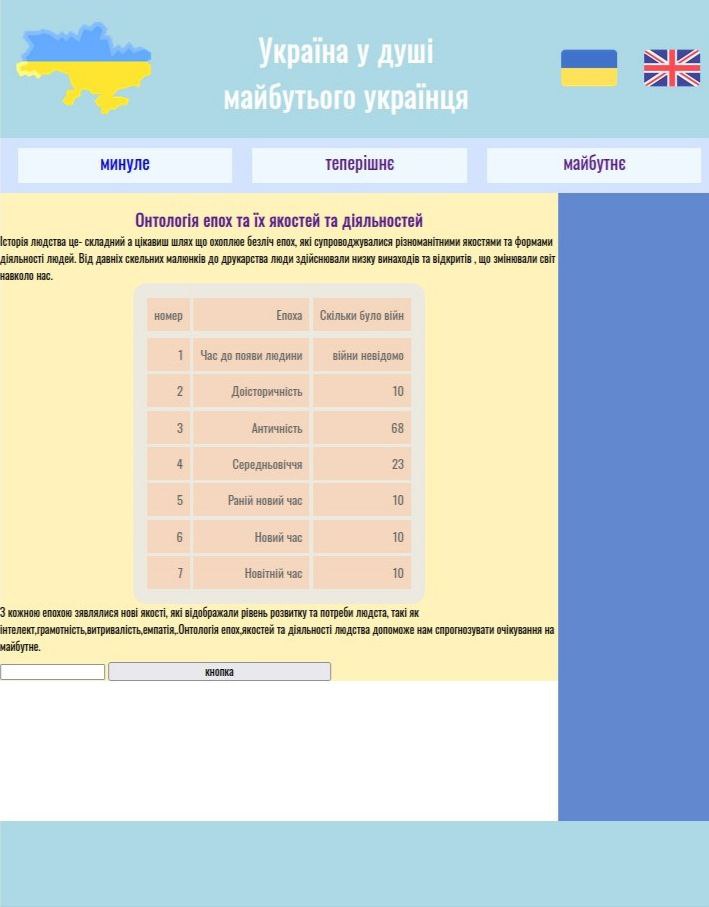 Україна у душі
майбутього українця
минуле теперішнє майбутнє
Онтологія епох та їх якостей та діяльностей
Історія людства це- складний а цікавиш шлях що охоплює безліч епох, які супроводжувалися різноманітними якостями та формами
діяльності людей. Від давніх скельних малюнків до друкарства люди здійснювали низку винаходів та відкритів , що змінювали світ
навколо нас.
номер Епоха Скільки було війн
1 Час до появи людини війни невідомо
2 Доісторичність 10
3 Античність 68
4 Середньовіччя 23
5 Раній новий час 10
6 Новий час 10
7 Новітній час 10
З кожною епохою зявлялися нові якості, які відображали рівень розвитку та потреби людста, такі як
інтелект,грамотність,витривалість,емпатія,.Онтологія епох,якостей та діяльності людства допоможе нам спрогнозувати очікування на
майбутне.
кнопка